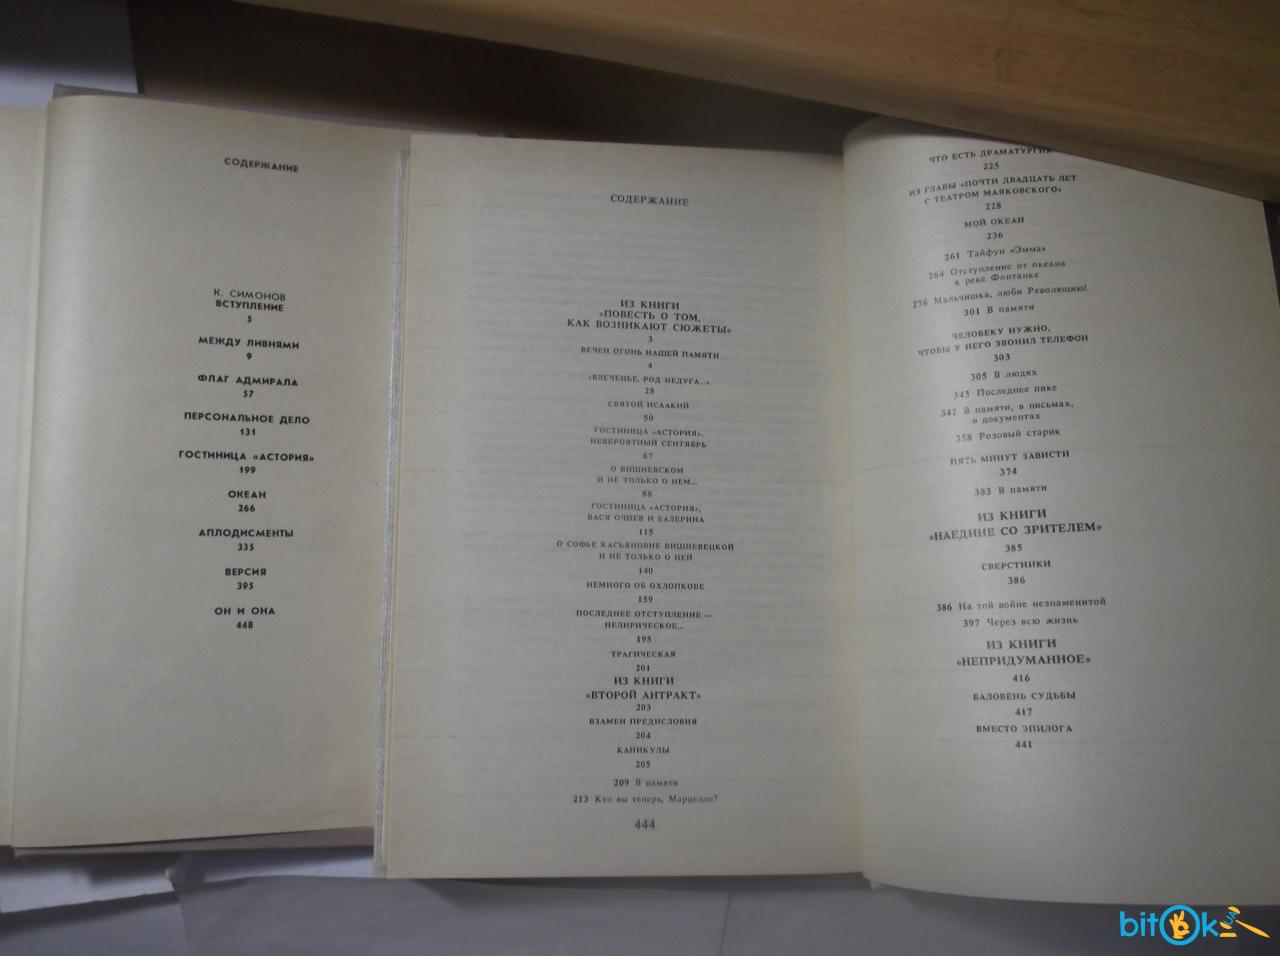 СОДЕРЖАНИЕ
К. СИМОНОВ
ВСТУПЛЕНИЕ
5
МЕЖДУ ЛИВНЯМИ
9
ФЛАГ АДМИРАЛА
57
ПЕРСОНАЛЬНОЕ ДЕЛО
131
ГОСТИНИЦА «АСТОРИЯ»
199
ОКЕАН
266
АПЛОДИСМЕНТЫ
335
ВЕРСИЯ
395
ОН И ОНА
448
СОДЕРЖАНИЕ
ИЗ КНИГИ
«ПОВЕСТЬ О ТОМ,
КАК ВОЗНИКАЮТ СЮЖЕТЫ»
3
ВЕЧЕН ОГОНЬ НАШЕЙ ПАМЯТИ
4
«ВЛЕЧЕНЬЕ, РОД НЕДУГА...»
28
СВЯТОЙ ИСААКИЙ
50
ГОСТИНИЦА «АСТОРИЯ»,
НЕВЕРОЯТНЫЙ СЕНТЯБРЬ
67
О ВИШНЕВСКОМ
И НЕ ТОЛЬКО О НЕМ...
88
ГОСТИНИЦА «АСТОРИЯ»,
ВАСЯ ОЧНЕВ И БАЛЕРИНА
115
О СОФЬЕ КАСЬЯНОВНЕ ВИШНЕВЕЦКОЙ
И НЕ ТОЛЬКО О НЕЙ
140
НЕМНОГО ОБ ОХЛОПКОВЕ
159
ПОСЛЕДНЕЕ ОТСТУПЛЕНИЕ —
НЕЛИРИЧЕСКОЕ...
195
ТРАГИЧЕСКАЯ
201
ИЗ КНИГИ
«ВТОРОЙ АНТРАКТ»
203
ВЗАМЕН ПРЕДИСЛОВИЯ
204
КАНИКУЛЫ
205
209 В памяти
213 Кто вы теперь, Марцелло?
444
ЧТО ЕСТЬ ДРАМАТУРГИЯ
225
ИЗ ГЛАВЫ «ПОЧТИ ДВАДЦАТЬ ЛЕТ
С ТЕАТРОМ МАЯКОВСКОГО»
228
МОЙ ОКЕАН
236
261 Тайфун «Эмма»
264 Отступление от океана
к реке Фонтанке
276 Мальчишка, люби Революцию!
301 В памяти
ЧЕЛОВЕКУ НУЖНО,
ЧТОБЫ У НЕГО ЗВОНИЛ ТЕЛЕФОН
303
305 В людях
343 Последнее пике
347 В памяти, в письмах,
в документах
358 Розовый старик
ПЯТЬ МИНУТ ЗАВИСТИ
374
383 В памяти
ИЗ КНИГИ
«НАЕДИНЕ СО ЗРИТЕЛЕМ»
385
СВЕРСТНИКИ
386
386 На той войне незнаменитой
397 Через всю жизнь
ИЗ КНИГИ
«НЕПРИДУМАННОЕ»
416
БАЛОВЕНЬ СУДЬБЫ
417
ВМЕСТО ЭПИЛОГА
441
bitOk UA